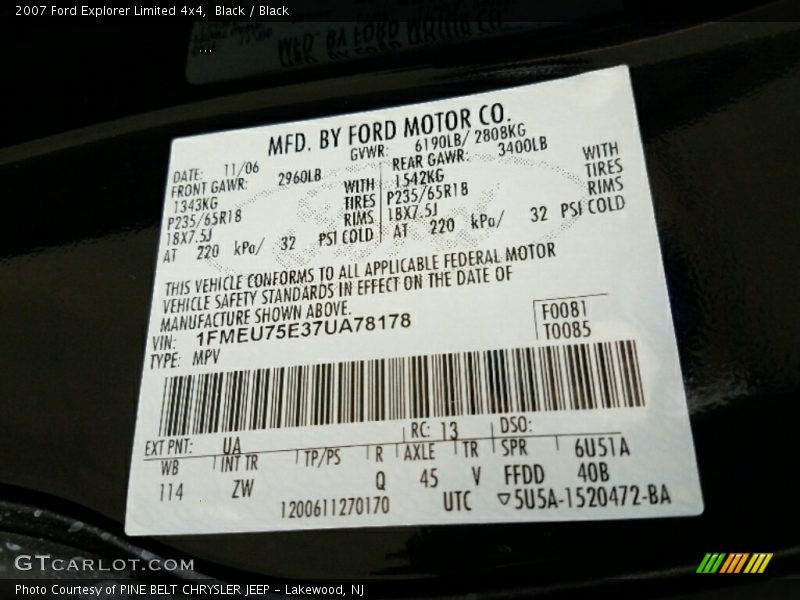 2007 Ford Explorer Limited 4x4, Black / Black
MFD. BY FORD MOTOR CO.
DATE: 11/06 GVWR: 6190LB/ 2808KG
FRONT GAWR: 2960LB REAR GAWR: 3400LB
1343KG WITH 1542KG WITH
P235/65R18 TIRES P235/65R18 TIRES
18X7.5J RIMS 18X7.5J RIMS
AT 220 kPa/ 32 PSI COLD AT 220 kPa/ 32 PSI COLD
THIS VEHICLE CONFORMS TO ALL APPLICABLE FEDERAL MOTOR
VEHICLE SAFETY STANDARDS IN EFFECT ON THE DATE OF
MANUFACTURE SHOWN ABOVE.
VIN: 1FMEU75E37UA78178 F0081
TYPE: MPV T0085
EXT PNT: UA RC: 13 DSO:
WB INT TR TP/PS R AXLE TR SPR 6U51A
114 ZW Q 45 V FFDD 40B
1200611270170 UTC ▽5U5A-1520472-BA
GTCARLOT.COM
Photo Courtesy of PINE BELT CHRYSLER JEEP - Lakewood, NJ